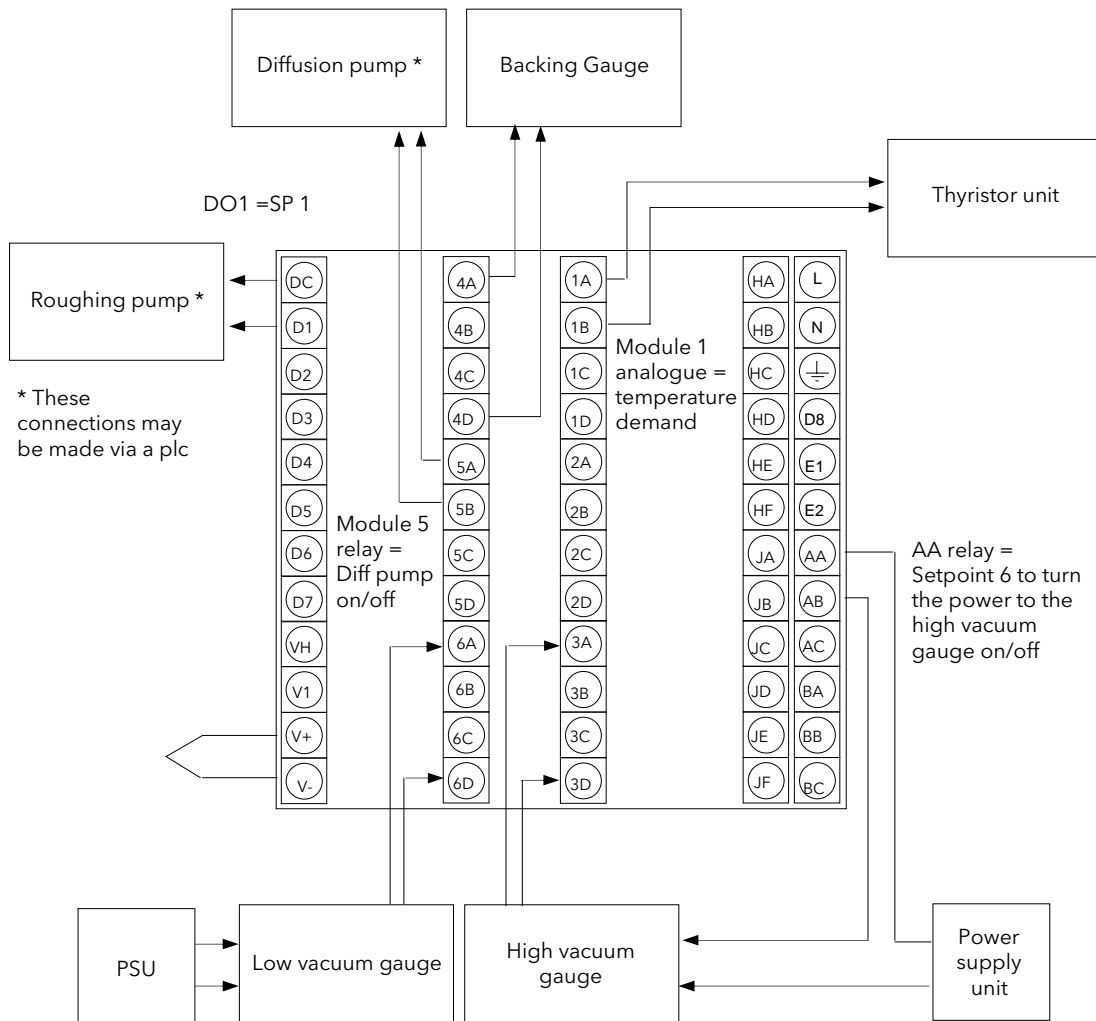 Diffusion pump *
Backing Gauge
Thyristor unit
DO1 =SP 1
Roughing pump *
* These
connections may
be made via a plc
DC
D1
D2
D3
D4
D5
D6
D7
VH
V1
V+
V-
Module 5
relay =
Diff pump
on/off
4A
4B
4C
4D
5A
5B
5C
5D
6A
6B
6C
6D
1A
1B
1C
1D
2A
2B
2C
2D
3A
3B
3C
3D
Module 1
analogue =
temperature
demand
HA
HB
HC
HD
HE
HF
JA
JB
JC
JD
JE
JF
L
N
D8
E1
E2
AA
AB
AC
BA
BB
BC
AA relay =
Setpoint 6 to turn
the power to the
high vacuum
gauge on/off
PSU
Low vacuum gauge
High vacuum
gauge
Power
supply
unit